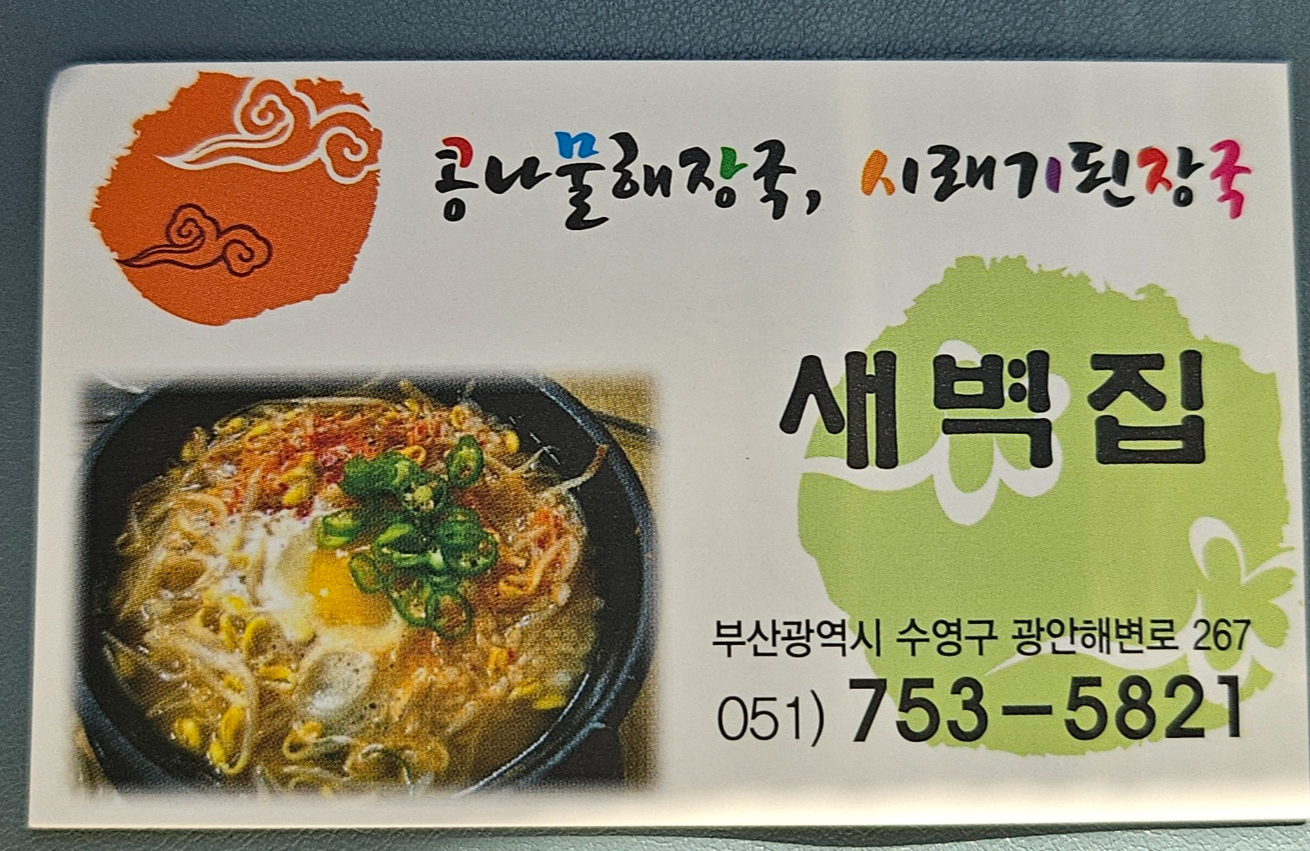 콩나물해장국, 시래기된장국
새벽집
부산광역시 수영구 광안해변로 267
051) 753-5821